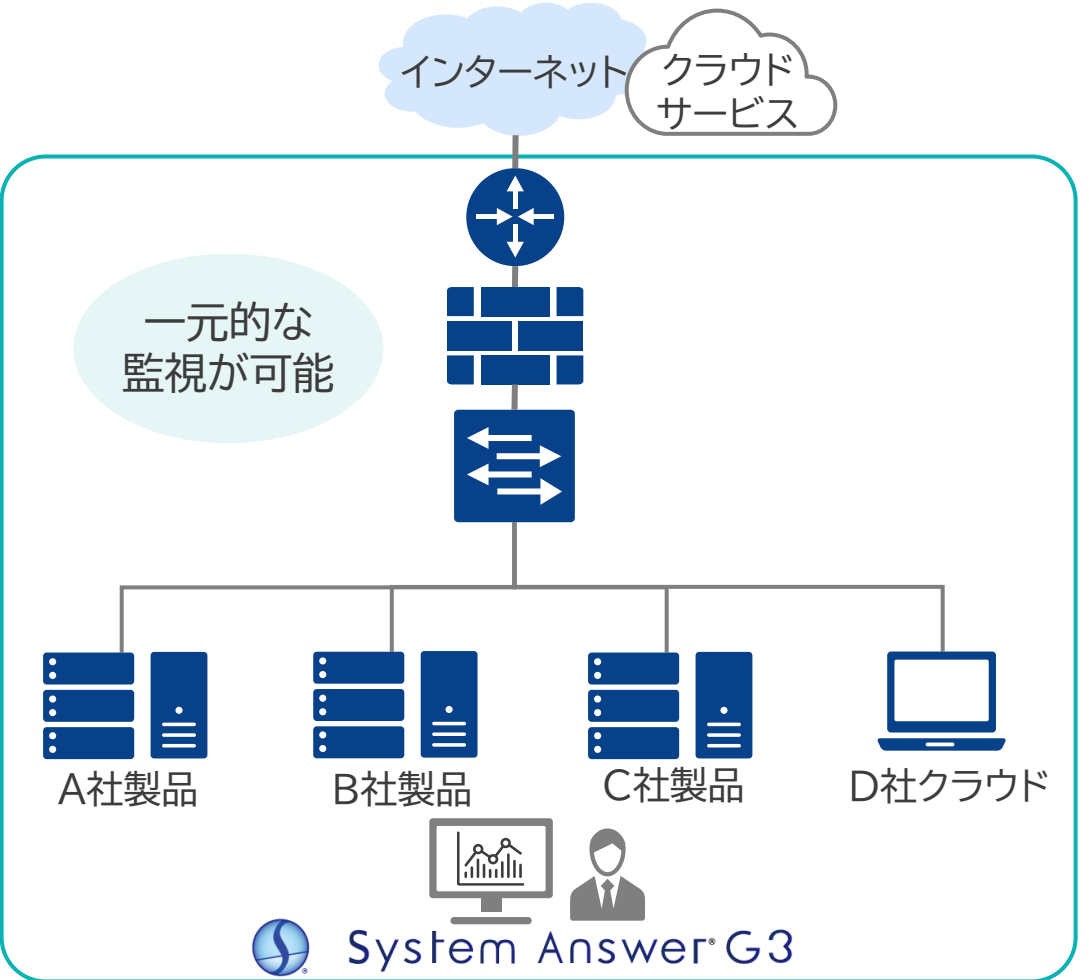 インターネット
クラウド
サービス
一元的な
監視が可能
A社製品
B社製品
C社製品
D社クラウド
System Answer® G3